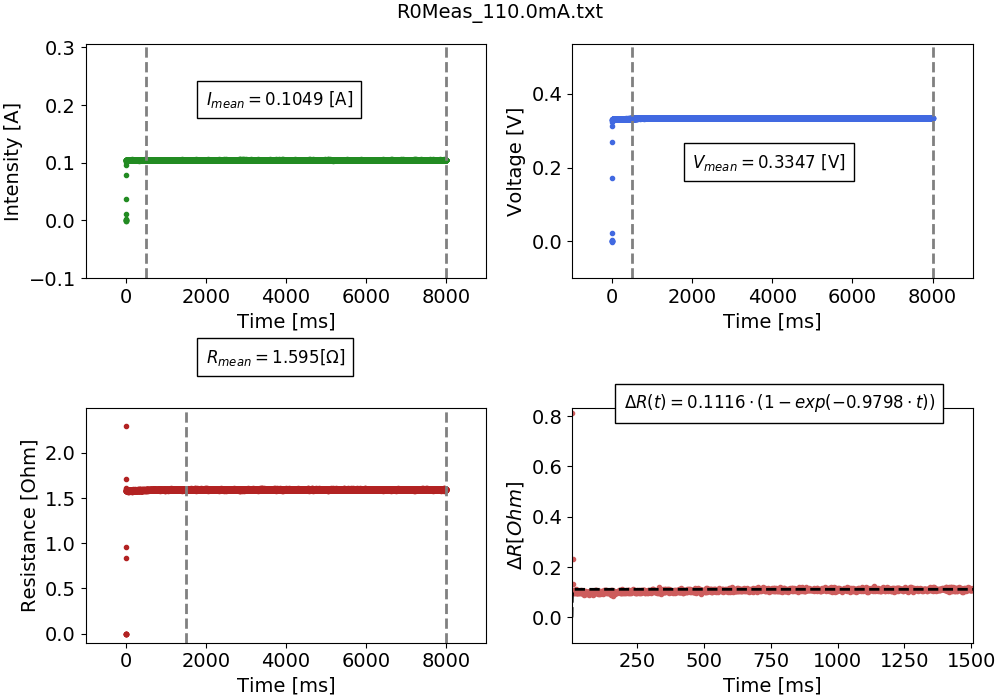 R0Meas_110.0mA.txt
Intensity [A]
0.3
0.2
0.1
0.0
−0.1
I_mean = 0.1049 [A]
0 2000 4000 6000 8000
Time [ms]
Voltage [V]
0.4
0.2
0.0
V_mean = 0.3347 [V]
0 2000 4000 6000 8000
Time [ms]
R_mean = 1.595[Ω]
Resistance [Ohm]
2.0
1.5
1.0
0.5
0.0
0 2000 4000 6000 8000
Time [ms]
ΔR(t) = 0.1116 · (1 − exp(−0.9798 · t))
ΔR[Ohm]
0.8
0.6
0.4
0.2
0.0
250 500 750 1000 1250 1500
Time [ms]